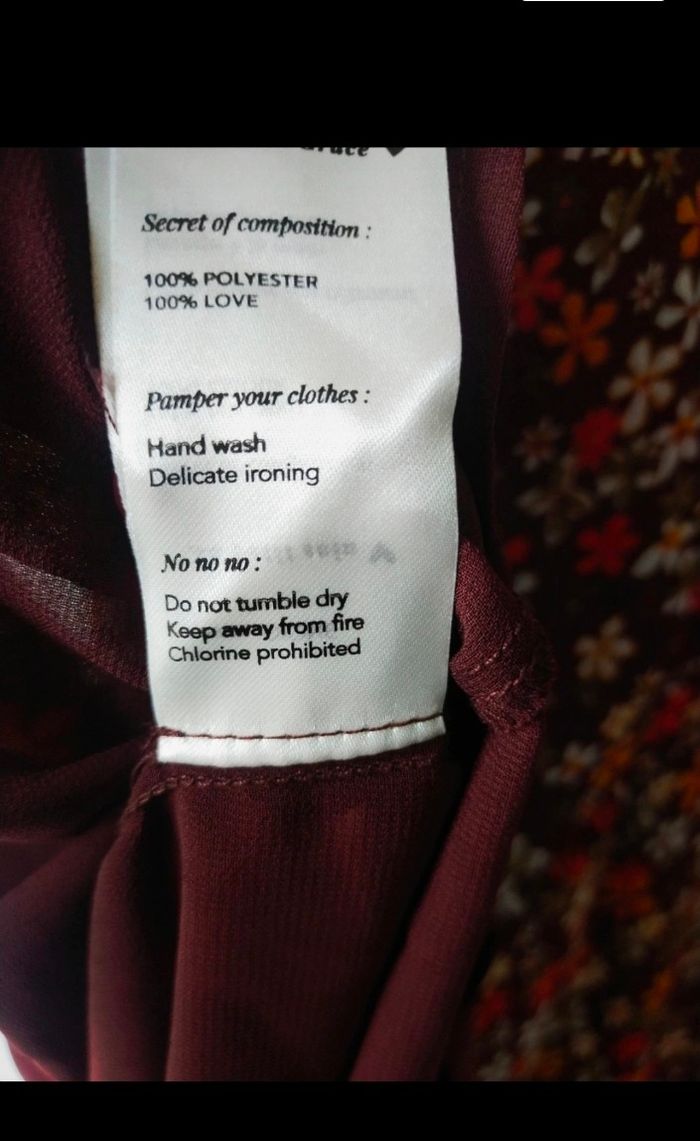 Secret of composition :
100% POLYESTER
100% LOVE
Pamper your clothes :
Hand wash
Delicate ironing
No no no :
Do not tumble dry
Keep away from fire
Chlorine prohibited